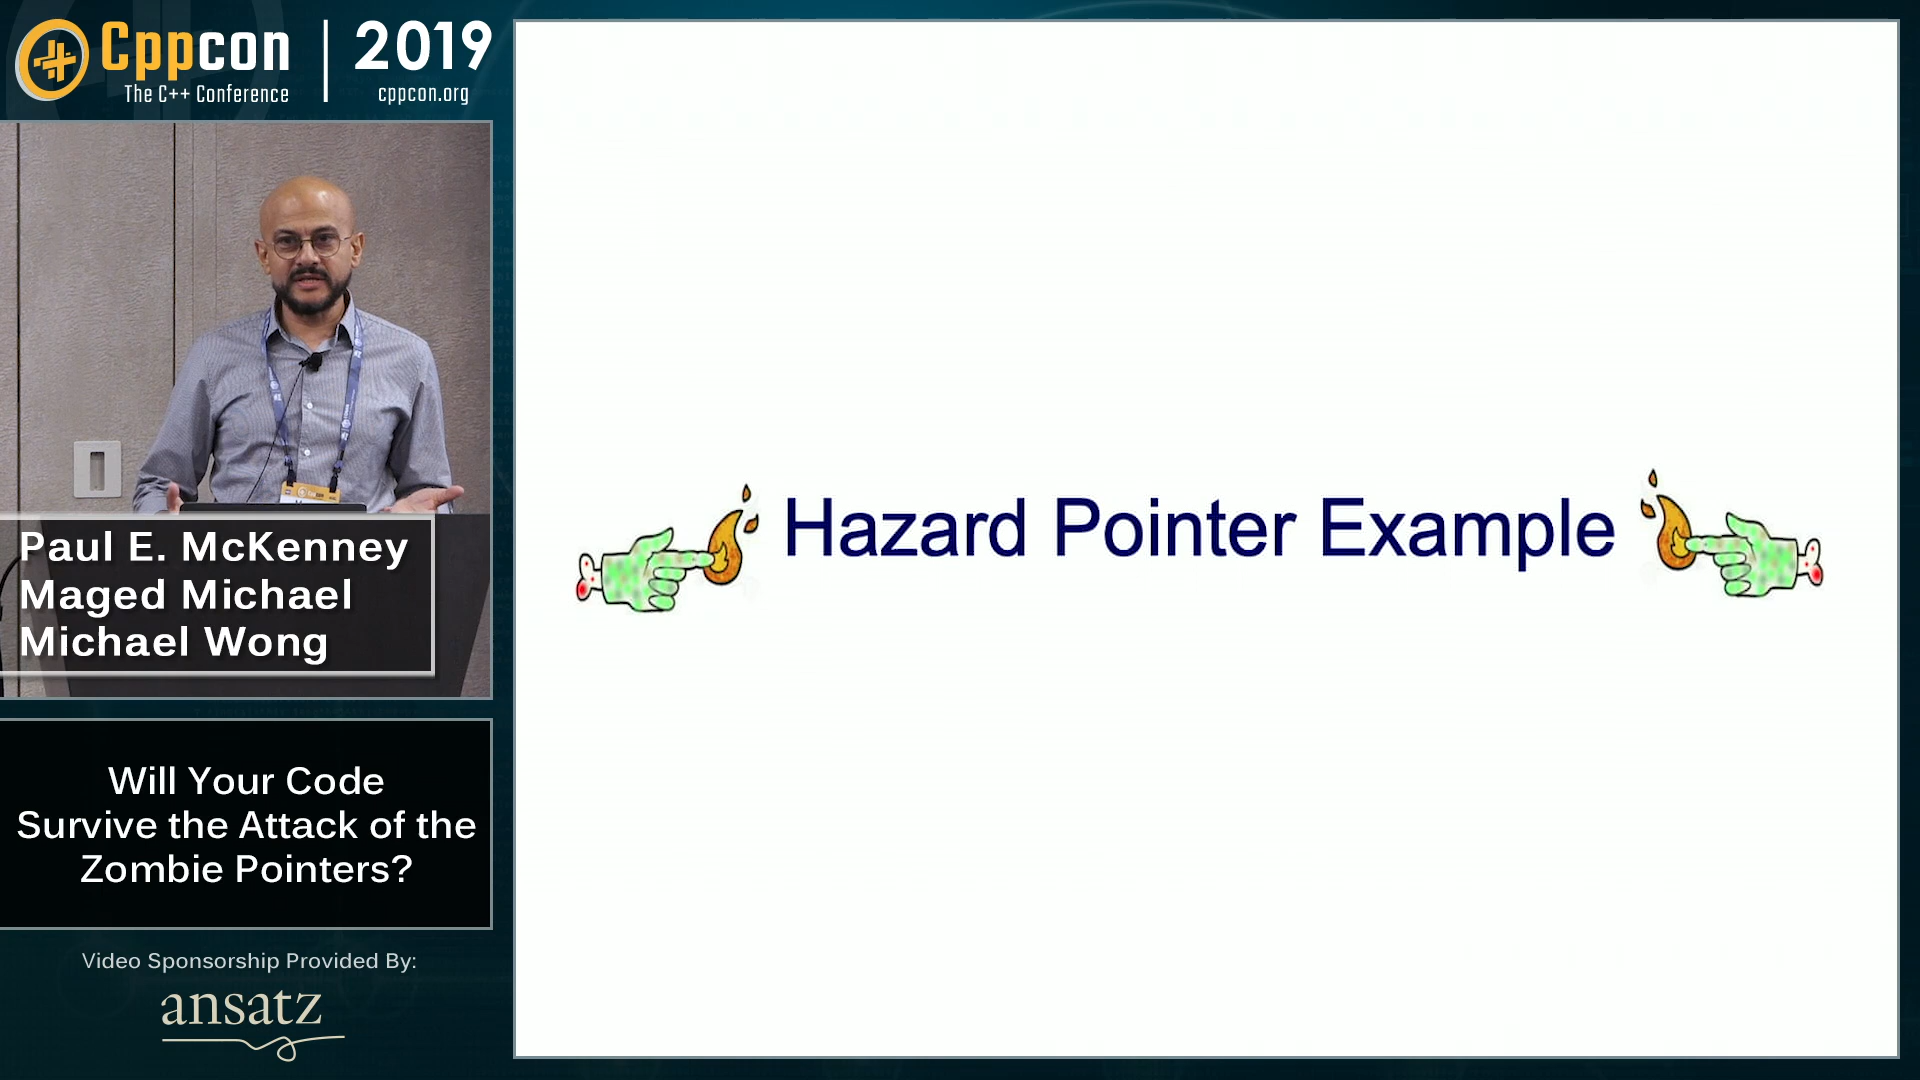 Cppcon
The C++ Conference
2019
cppcon.org
Paul E. McKenney
Maged Michael
Michael Wong
Will Your Code
Survive the Attack of the
Zombie Pointers?
Video Sponsorship Provided By:
ansatz
Hazard Pointer Example